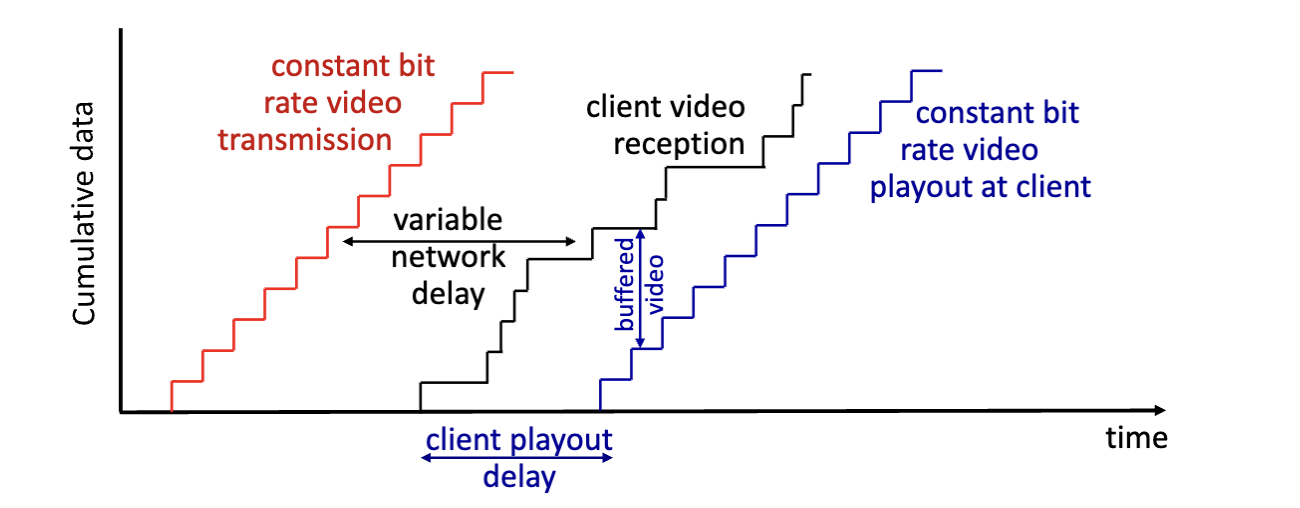 constant bit
rate video
transmission
client video
reception
constant bit
rate video
playout at client
variable
network
delay
buffered
video
Cumulative data
client playout
delay
time